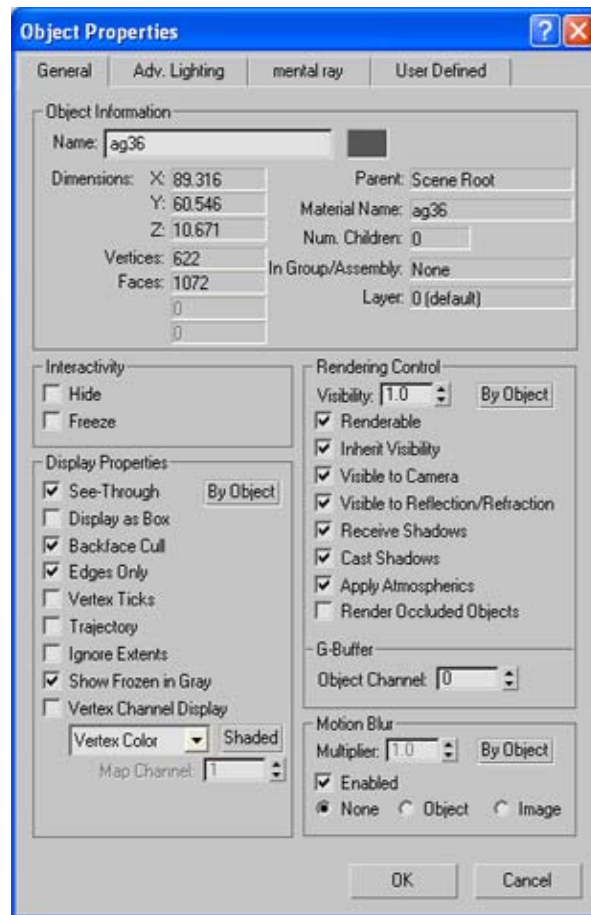 Object Properties
General Adv. Lighting mental ray User Defined
Object Information
Name: ag36
Dimensions: X: 89.316
Y: 60.546
Z: 10.671
Vertices: 622
Faces: 1072
0
0
Parent: Scene Root
Material Name: ag36
Num. Children: 0
In Group/Assembly: None
Layer: 0 (default)
Interactivity
Hide
Freeze
Display Properties
See-Through By Object
Display as Box
Backface Cull
Edges Only
Vertex Ticks
Trajectory
Ignore Extents
Show Frozen in Gray
Vertex Channel Display
Vertex Color Shaded
Map Channel: 1
Rendering Control
Visibility: 1.0 By Object
Renderable
Inherit Visibility
Visible to Camera
Visible to Reflection/Refraction
Receive Shadows
Cast Shadows
Apply Atmospherics
Render Occluded Objects
G-Buffer
Object Channel: 0
Motion Blur
Multiplier: 1.0 By Object
Enabled
None Object Image
OK Cancel